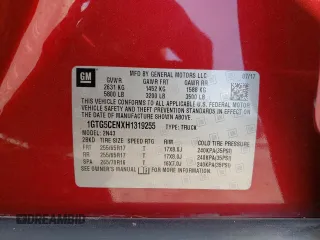 GM
MFD BY GENERAL MOTORS LLC 07/17
GVWR GAWR FRT GAWR RR
2631 KG 1452 KG 1588 KG
5800 LB 3200 LB 3500 LB
THIS VEHICLE CONFORMS TO ALL APPLICABLE U.S. FEDERAL MOTOR
VEHICLE SAFETY AND THEFT PREVENTION STANDARDS IN EFFECT ON
THE DATE OF MANUFACTURE SHOWN ABOVE.
1GTG5CENXH1319255 TYPE: TRUCK
MODEL: 2N43
TIRE SIZE SPEED RTG RIM
FRT 255/65R17 T 17X8.0J 240KPA(35PSI)
RR 255/65R17 T 17X8.0J 240KPA(35PSI)
SPA T
SEE OWNER'S MANUAL FOR MORE INFORMATION